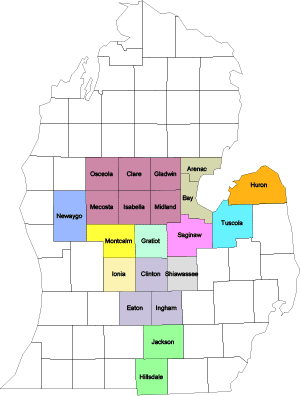 Osceola Clare Gladwin Arenac
Huron
Mecosta Isabella Midland Bay
Newaygo Tuscola
Montcalm Gratiot Saginaw
Ionia Clinton Shiawassee
Eaton Ingham
Jackson
Hillsdale